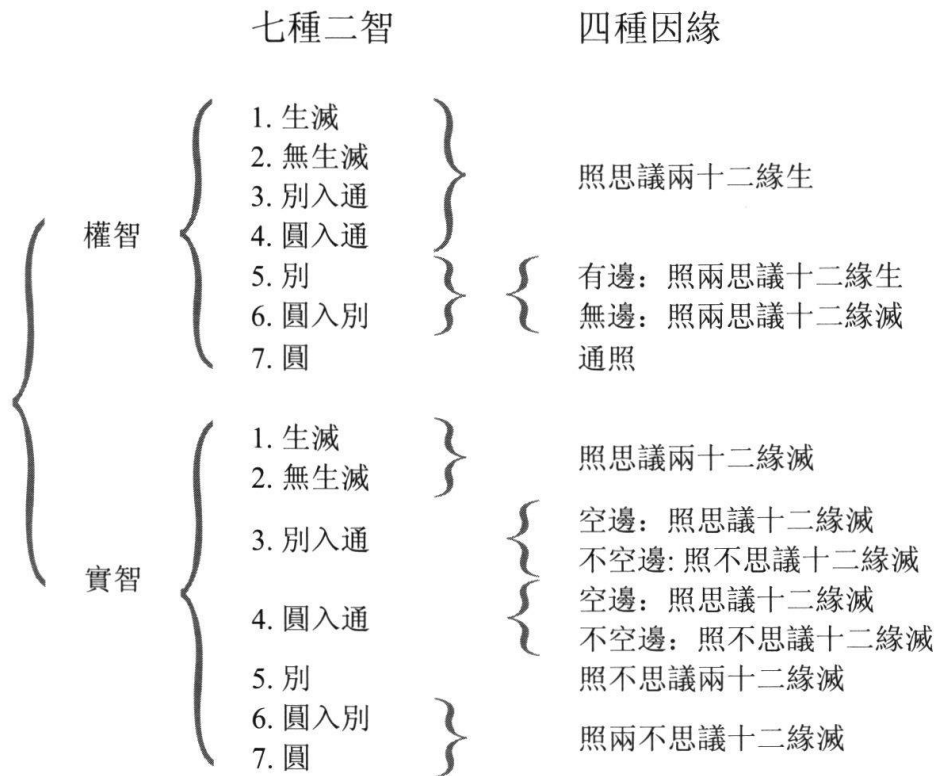 七種二智 四種因緣
1. 生滅
2. 無生滅
照思議兩十二緣生
3. 別入通
權智 4. 圓入通
5. 別 有邊：照兩思議十二緣生
6. 圓入別 無邊：照兩思議十二緣滅
7. 圓 通照
1. 生滅
照思議兩十二緣滅
2. 無生滅
空邊：照思議十二緣滅
3. 別入通
不空邊: 照不思議十二緣滅
實智
空邊：照思議十二緣滅
4. 圓入通
不空邊：照不思議十二緣滅
5. 別 照不思議兩十二緣滅
6. 圓入別
照兩不思議十二緣滅
7. 圓